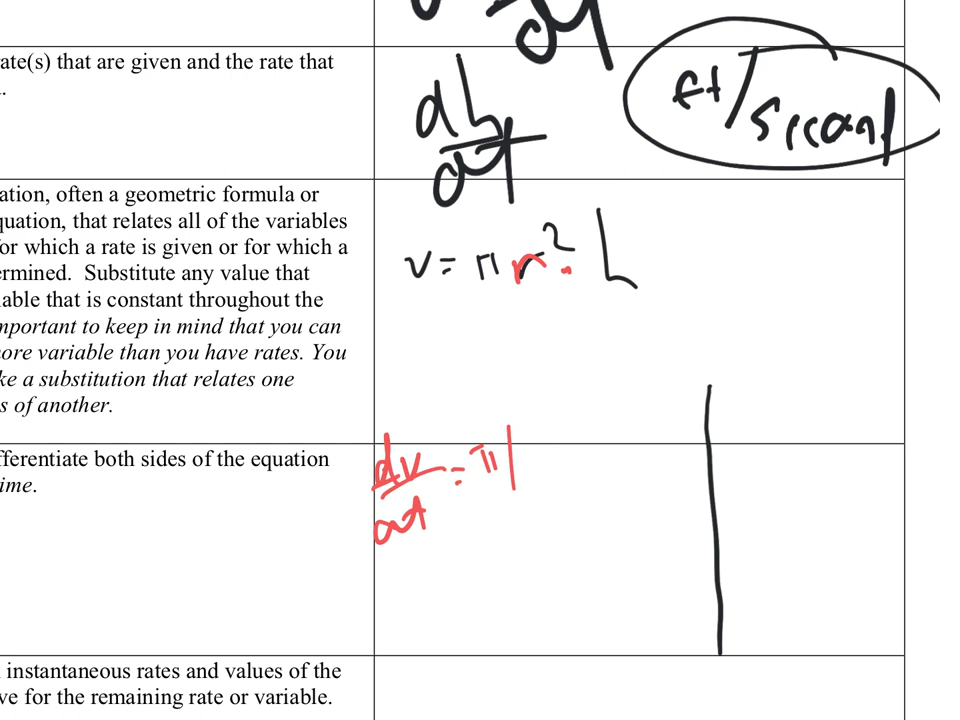 ate(s) that are given and the rate that
.
dh
dt
ft/second
ation, often a geometric formula or
quation, that relates all of the variables
or which a rate is given or for which a
ermined. Substitute any value that
iable that is constant throughout the
mportant to keep in mind that you can
ore variable than you have rates. You
ke a substitution that relates one
s of another.
v = π r² · h
fferentiate both sides of the equation
ime.
dv
dt
= π
instantaneous rates and values of the
ve for the remaining rate or variable.